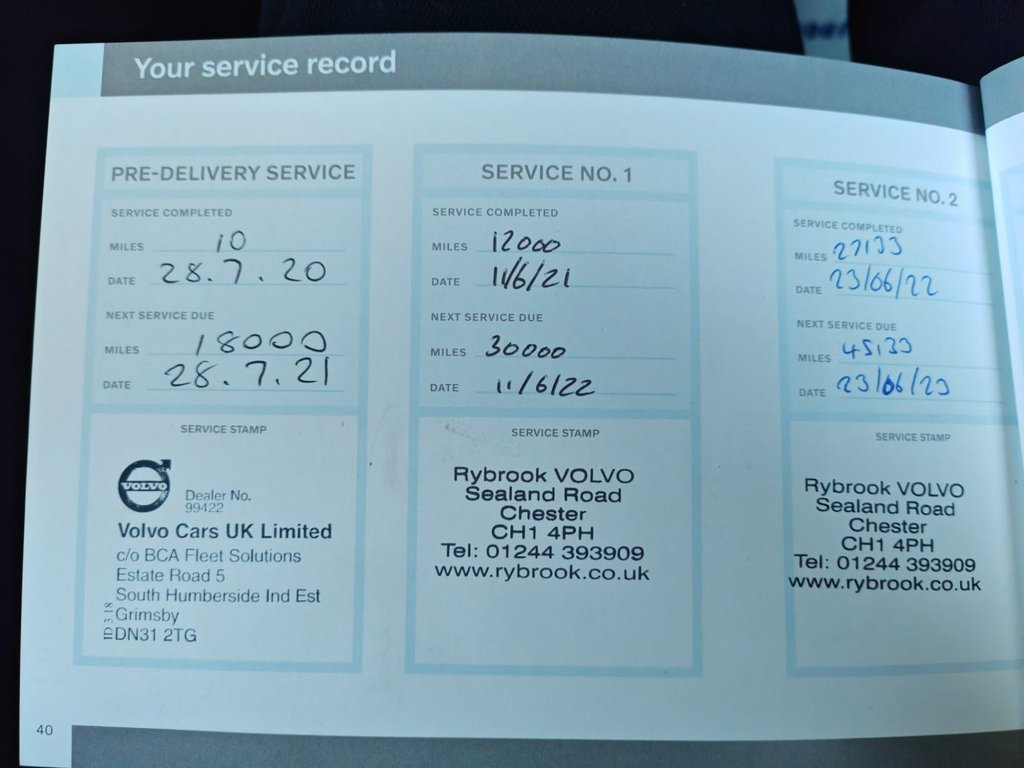 Your service record
PRE-DELIVERY SERVICE
SERVICE COMPLETED
MILES 10
DATE 28.7.20
NEXT SERVICE DUE
MILES 18000
DATE 28.7.21
SERVICE STAMP
VOLVO
Dealer No.
99422
Volvo Cars UK Limited
c/o BCA Fleet Solutions
Estate Road 5
South Humberside Ind Est
Grimsby
DN31 2TG
ID 3.18
SERVICE NO. 1
SERVICE COMPLETED
MILES 12000
DATE 11/6/21
NEXT SERVICE DUE
MILES 30000
DATE 11/6/22
SERVICE STAMP
Rybrook VOLVO
Sealand Road
Chester
CH1 4PH
Tel: 01244 393909
www.rybrook.co.uk
SERVICE NO. 2
SERVICE COMPLETED
MILES 27133
DATE 23/06/22
NEXT SERVICE DUE
MILES 45133
DATE 23/06/23
SERVICE STAMP
Rybrook VOLVO
Sealand Road
Chester
CH1 4PH
Tel: 01244 393909
www.rybrook.co.uk
40